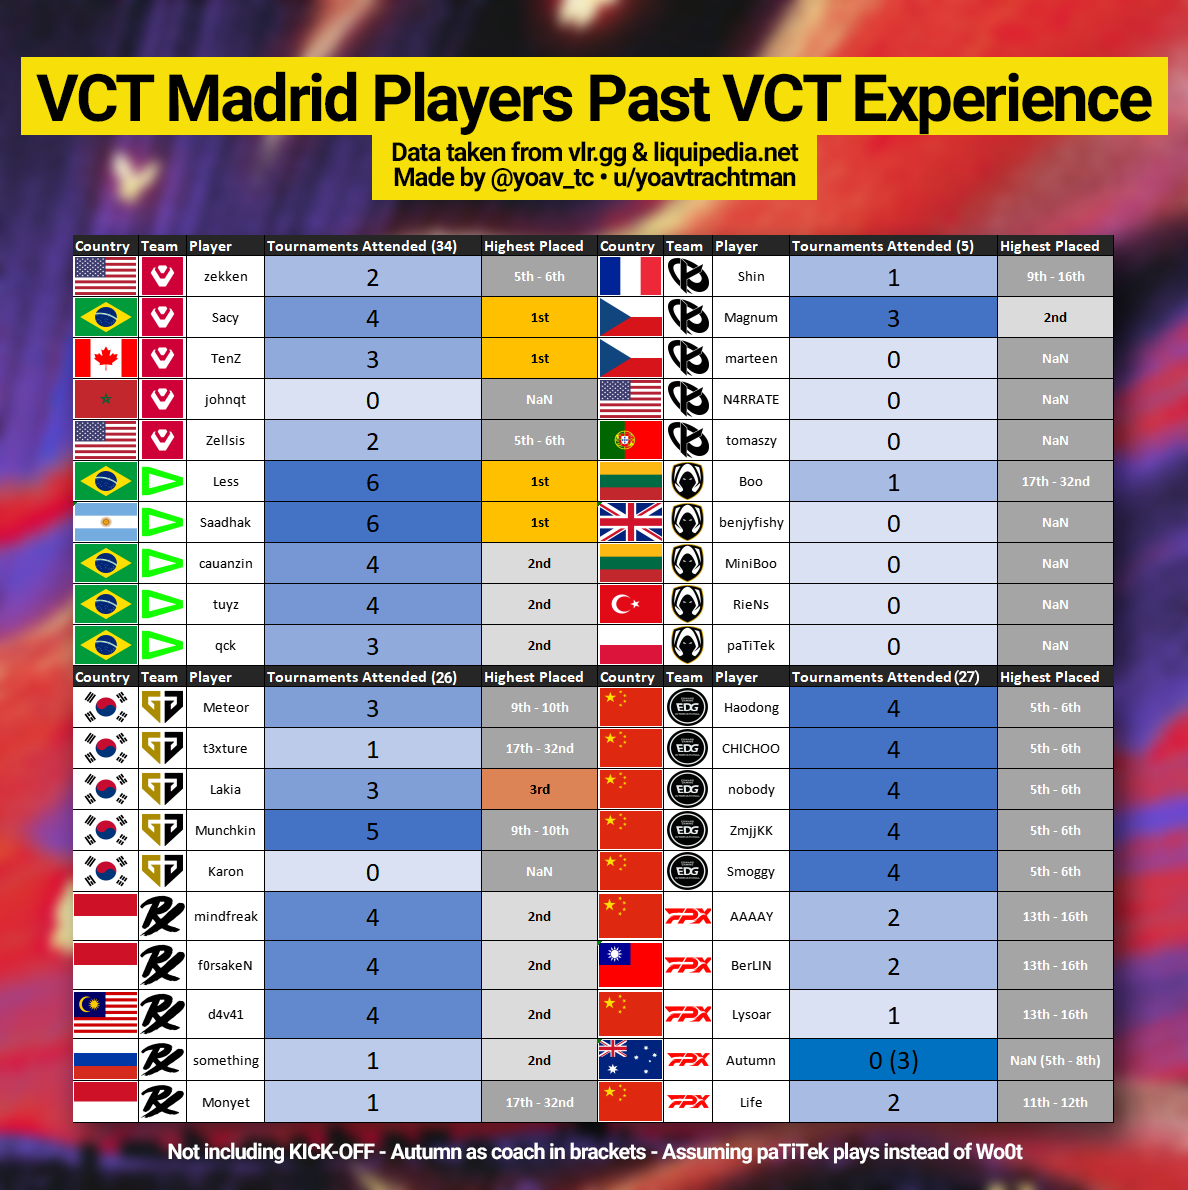 VCT Madrid Players Past VCT Experience
Data taken from vlr.gg & liquipedia.net
Made by @yoav_tc • u/yoavtrachtman
Country Team Player Tournaments Attended (34) Highest Placed Country Team Player Tournaments Attended (5) Highest Placed
zekken 2 5th - 6th Shin 1 9th - 16th
Sacy 4 1st Magnum 3 2nd
TenZ 3 1st marteen 0 NaN
johnqt 0 NaN N4RRATE 0 NaN
Zellsis 2 5th - 6th tomaszy 0 NaN
Less 6 1st Boo 1 17th - 32nd
Saadhak 6 1st benjyfishy 0 NaN
cauanzin 4 2nd MiniBoo 0 NaN
tuyz 4 2nd RieNs 0 NaN
qck 3 2nd paTiTek 0 NaN
Country Team Player Tournaments Attended (26) Highest Placed Country Team Player Tournaments Attended (27) Highest Placed
Meteor 3 9th - 10th EDG Haodong 4 5th - 6th
t3xture 1 17th - 32nd EDG CHICHOO 4 5th - 6th
Lakia 3 3rd EDG nobody 4 5th - 6th
Munchkin 5 9th - 10th EDG ZmjjKK 4 5th - 6th
Karon 0 NaN EDG Smoggy 4 5th - 6th
mindfreak 4 2nd FPX AAAAY 2 13th - 16th
f0rsakeN 4 2nd FPX BerLIN 2 13th - 16th
d4v41 4 2nd FPX Lysoar 1 13th - 16th
something 1 2nd FPX Autumn 0 (3) NaN (5th - 8th)
Monyet 1 17th - 32nd FPX Life 2 11th - 12th
Not including KICK-OFF - Autumn as coach in brackets - Assuming paTiTek plays instead of Wo0t